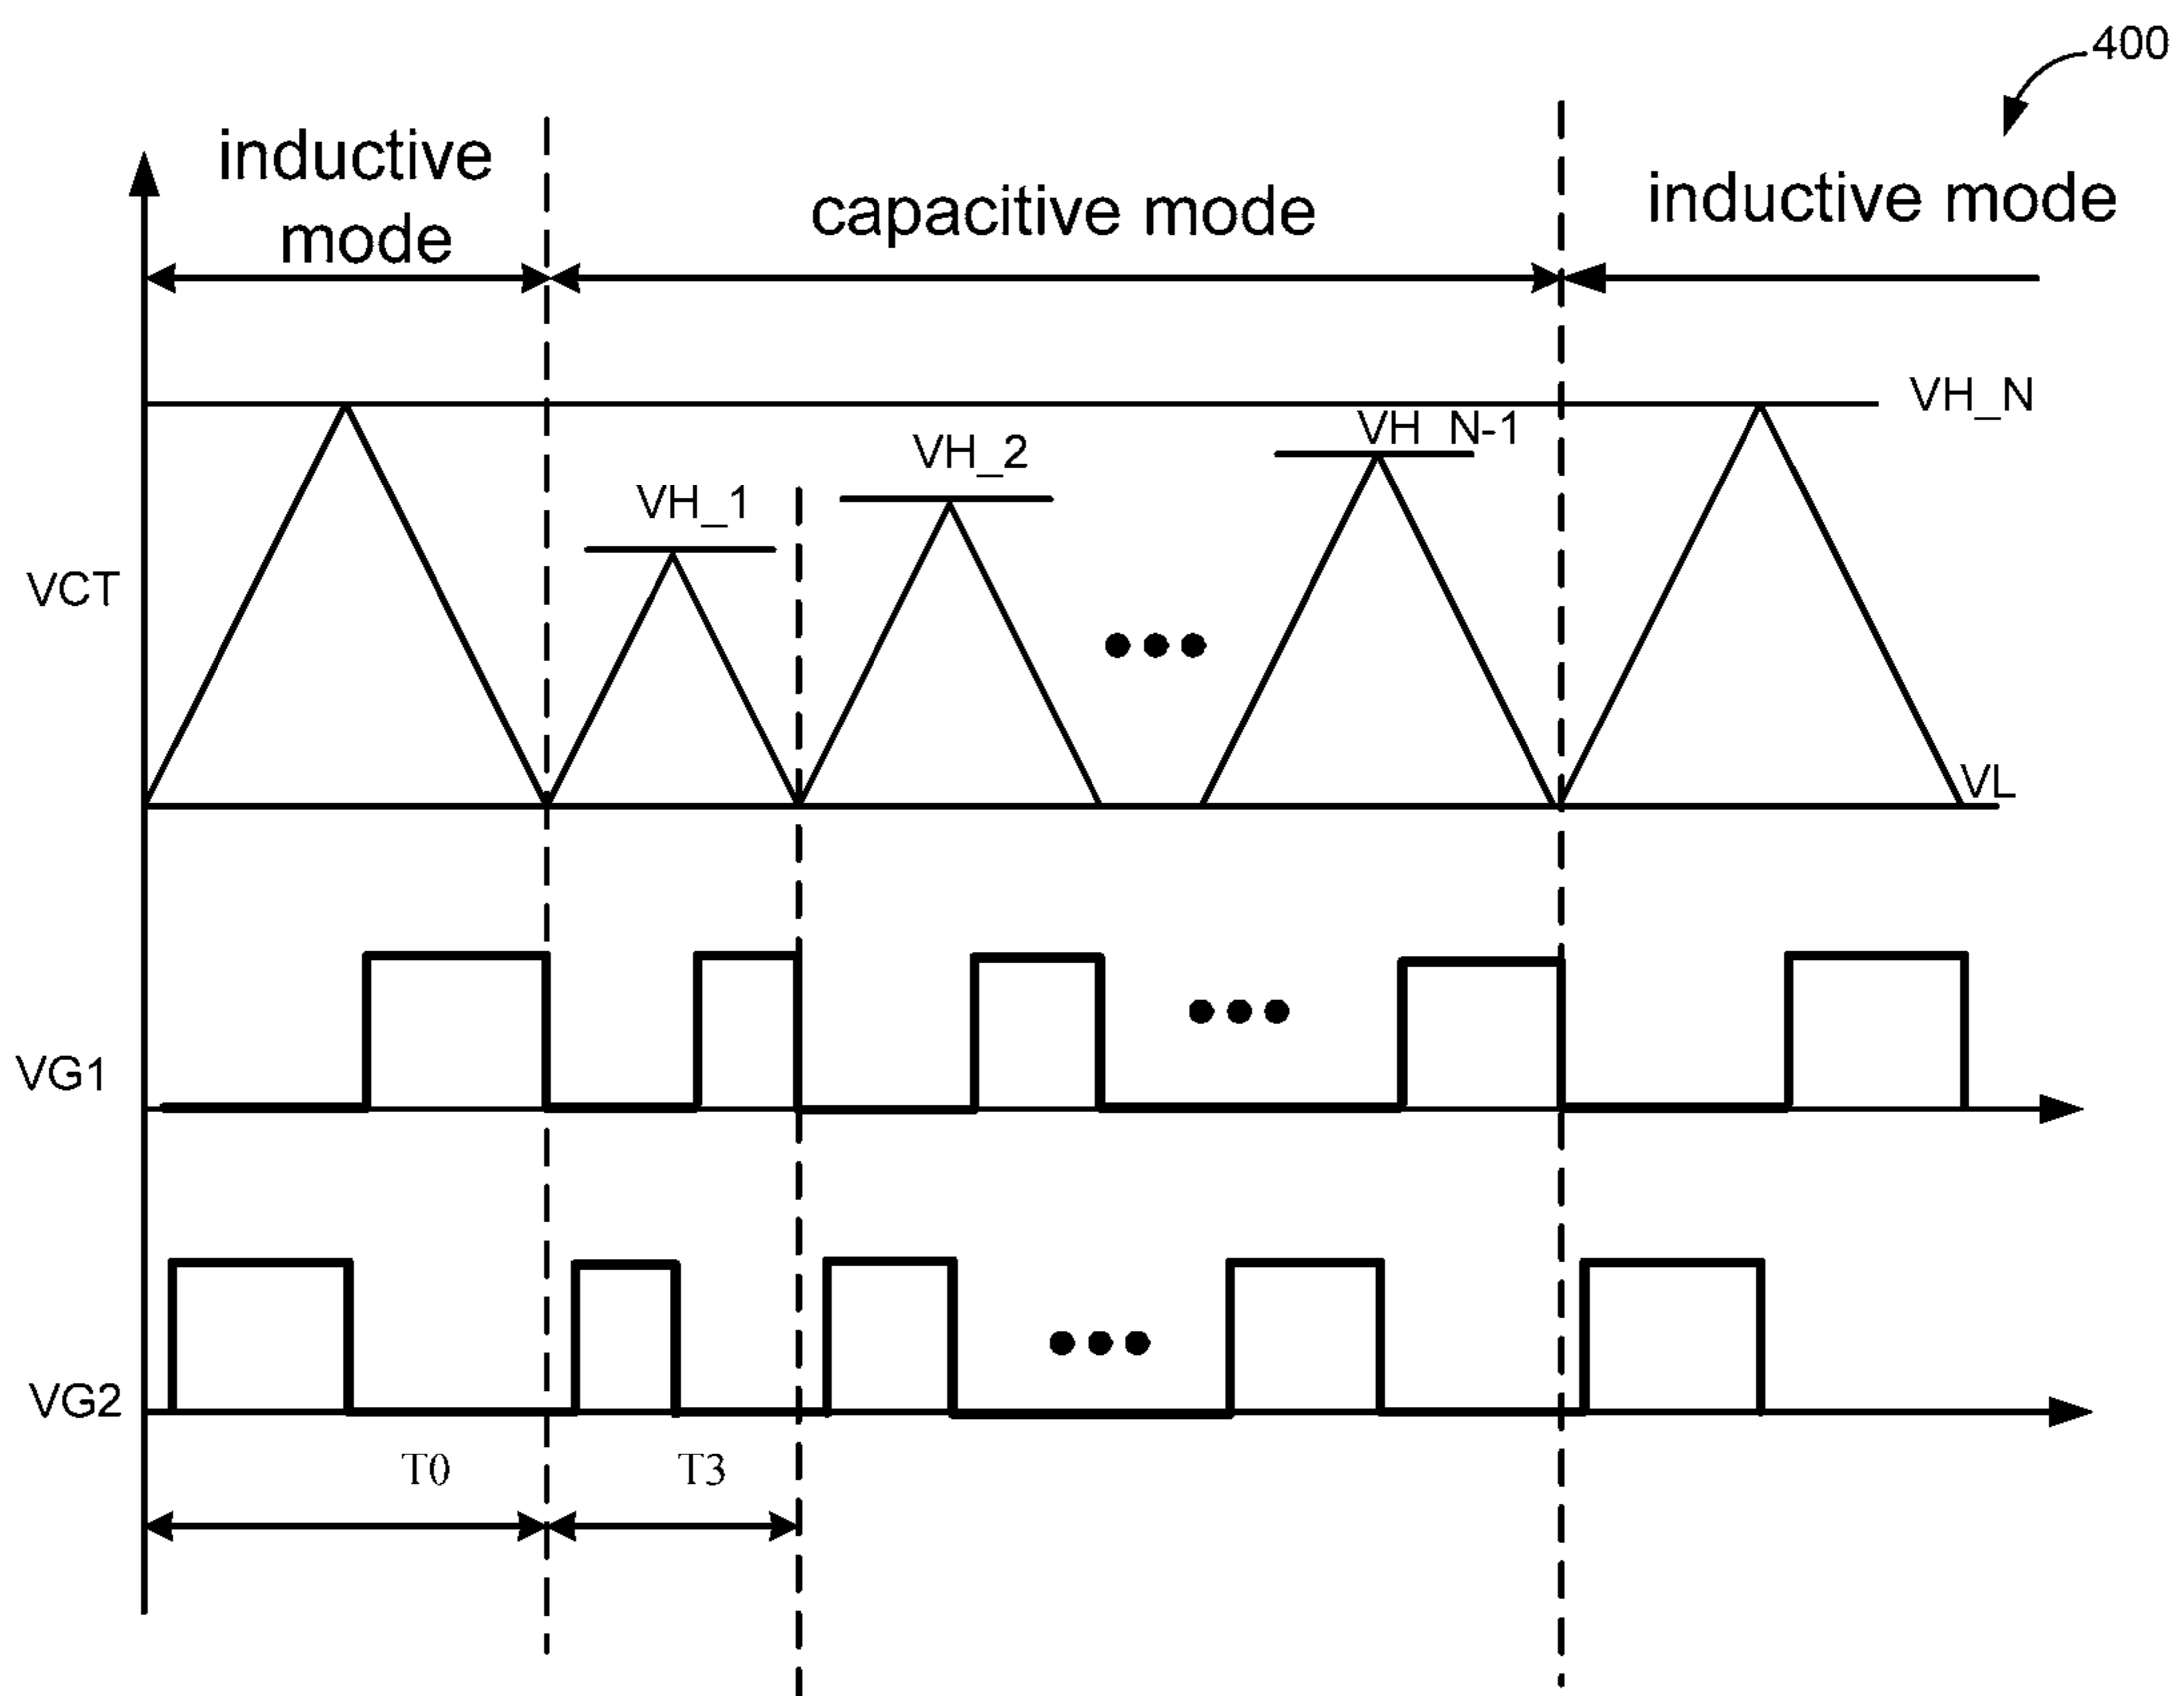 400
inductive
mode
capacitive mode
inductive mode
VH_N
VH_N-1
VH_2
VH_1
VCT
VL
VG1
VG2
T0
T3